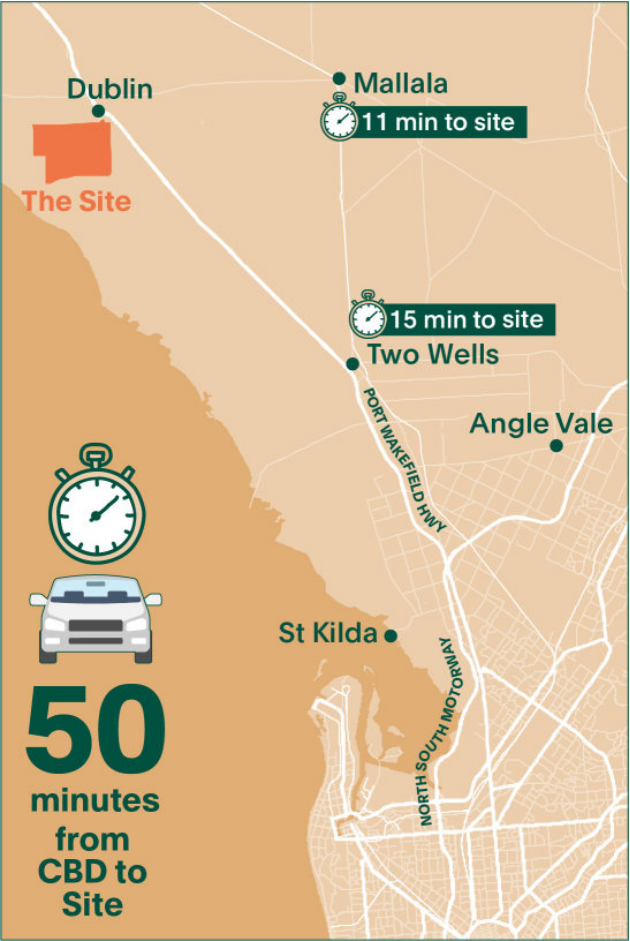 Dublin
Mallala
11 min to site
The Site
15 min to site
Two Wells
PORT WAKEFIELD HWY
Angle Vale
St Kilda
NORTH SOUTH MOTORWAY
50
minutes
from
CBD to
Site